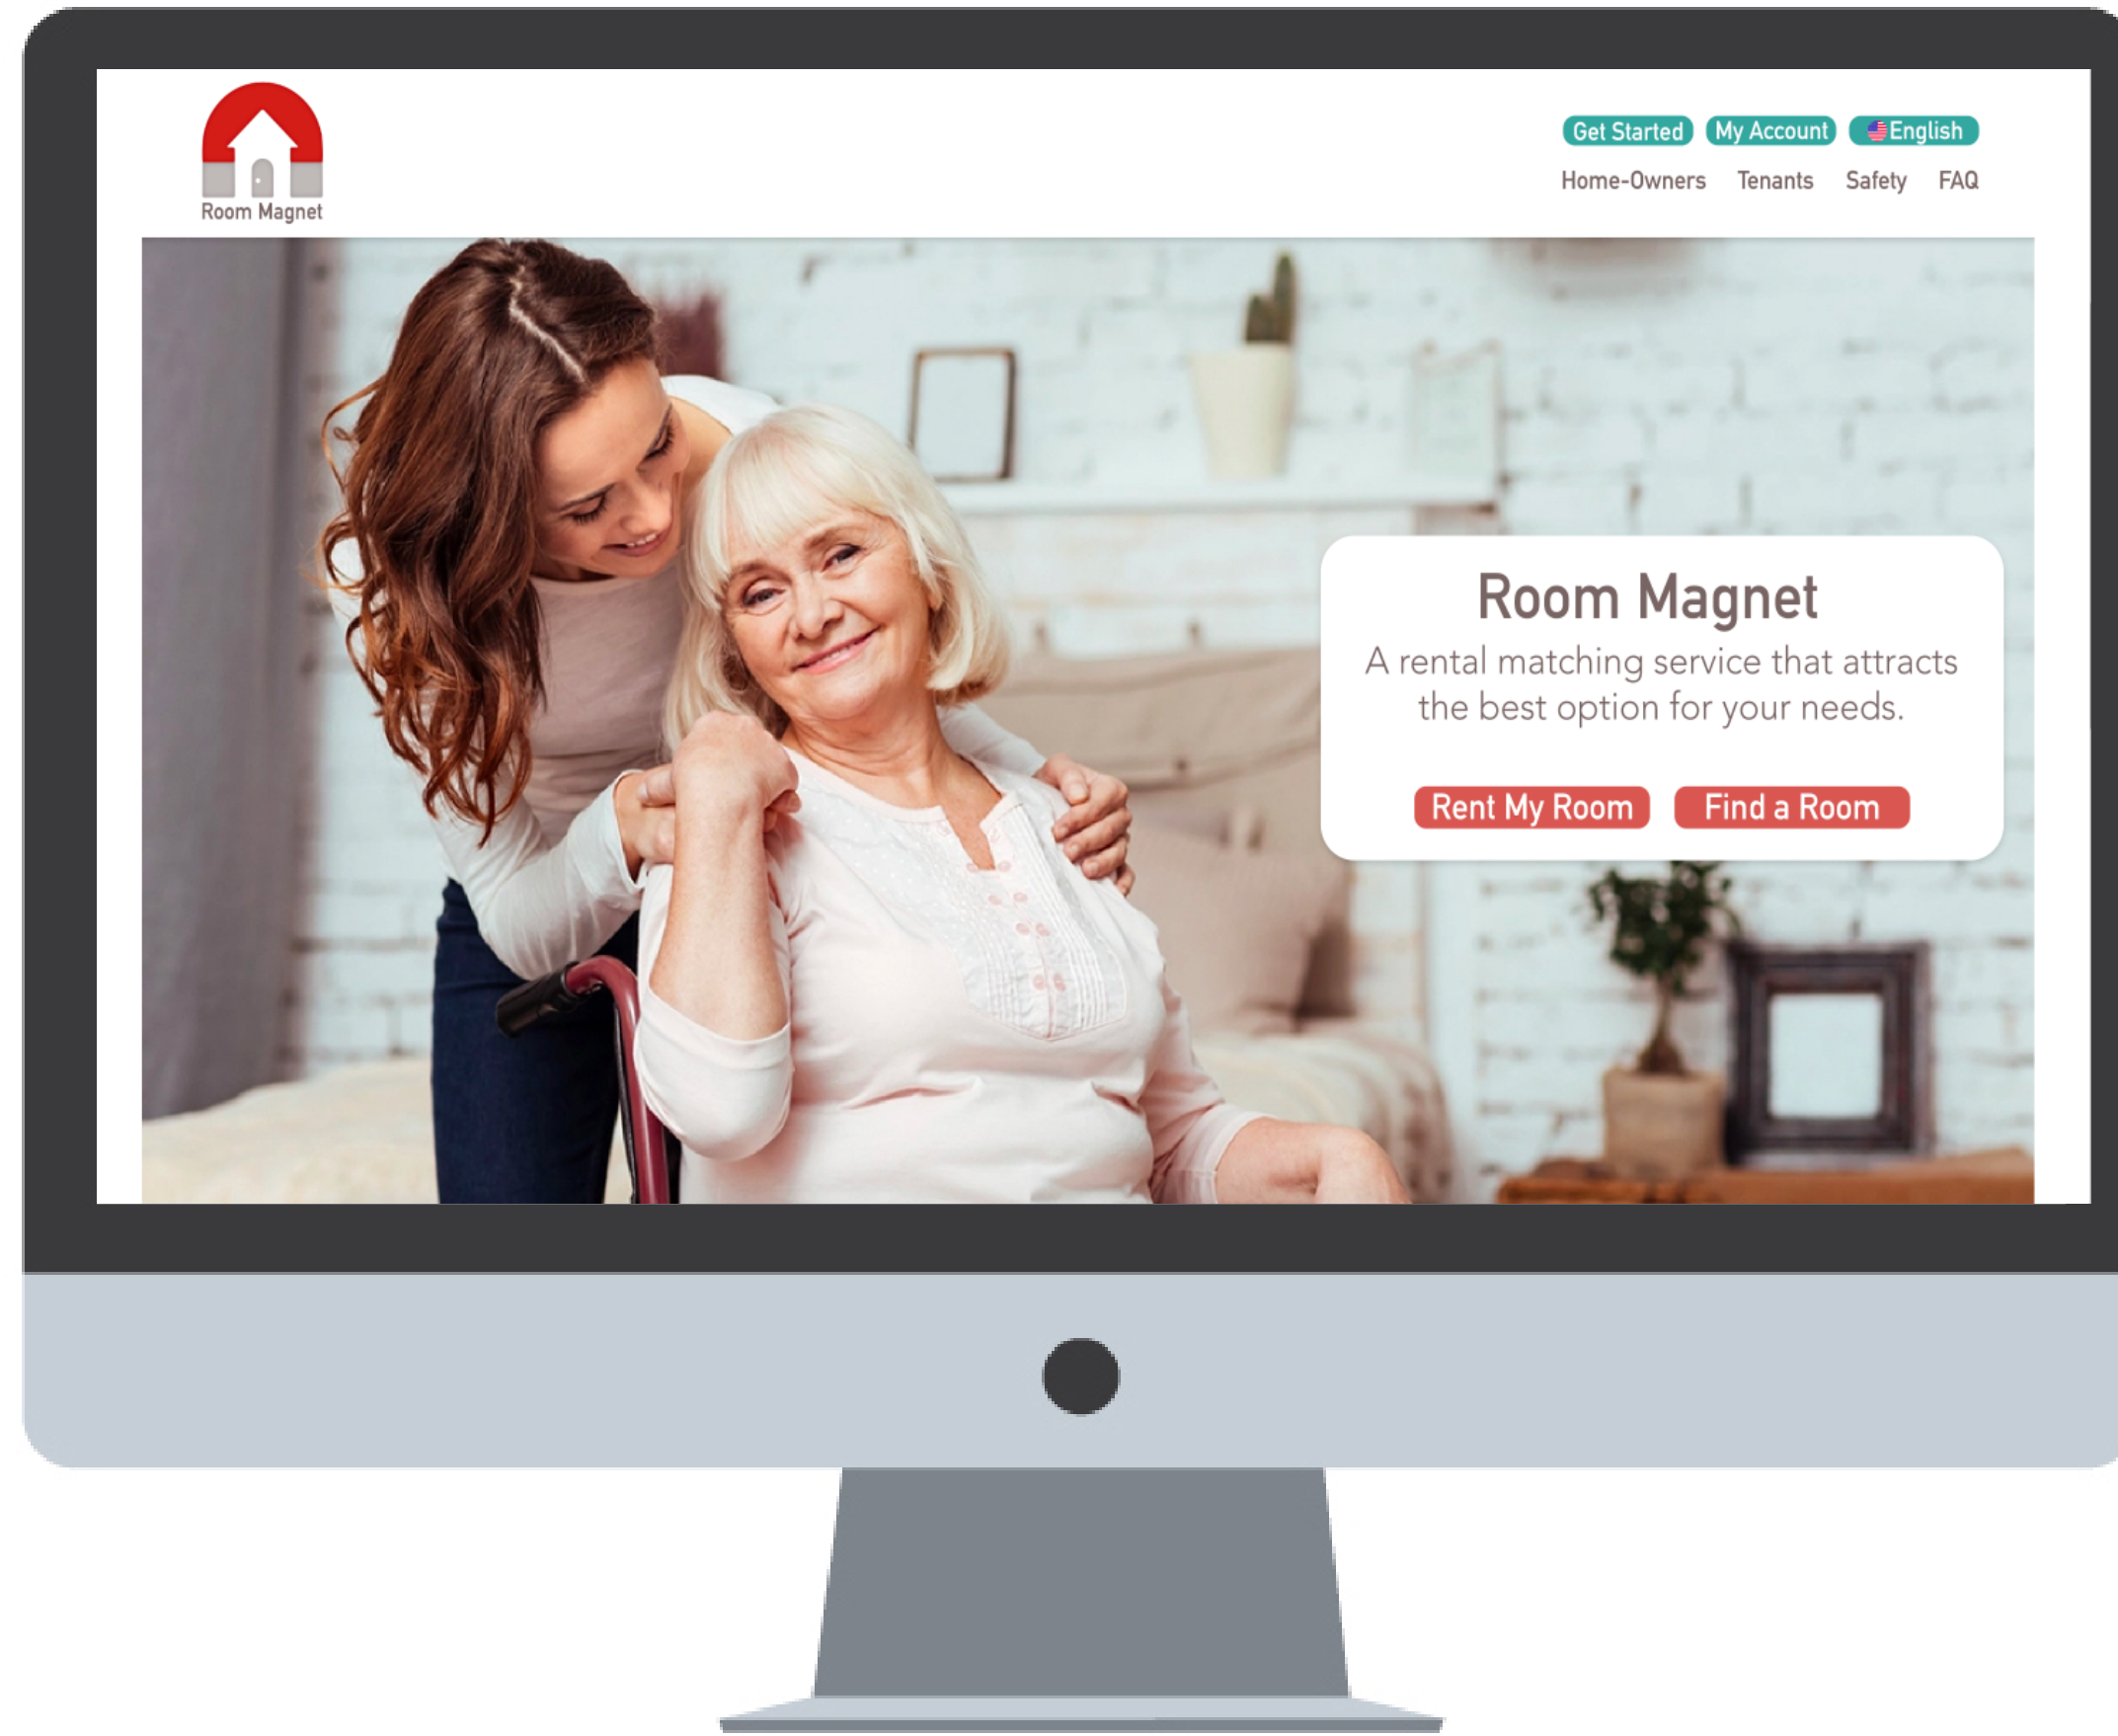 Room Magnet
Get Started My Account English
Home-Owners Tenants Safety FAQ
Room Magnet
A rental matching service that attracts
the best option for your needs.
Rent My Room Find a Room